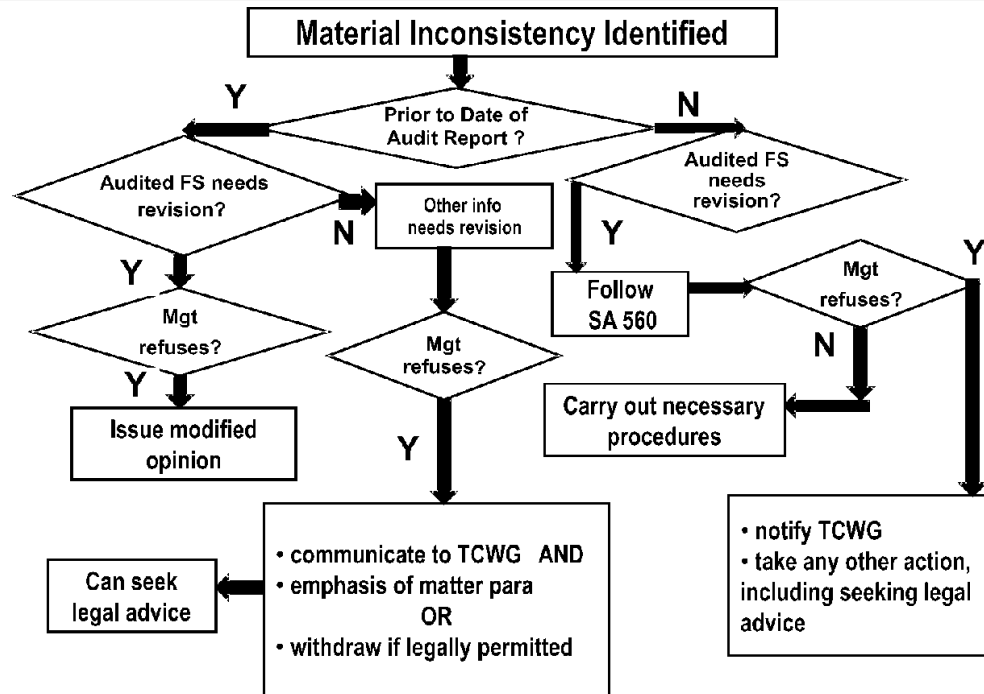 Material Inconsistency Identified
Y
N
Prior to Date of
Audit Report ?
Audited FS needs
revision?
Audited FS
needs
revision?
Other info
needs revision
N
Y
Y
Y
Follow
SA 560
Mgt
refuses?
Mgt
refuses?
Mgt
refuses?
N
Y
Issue modified
opinion
Y
Carry out necessary
procedures
• communicate to TCWG AND
• emphasis of matter para
OR
• withdraw if legally permitted
Can seek
legal advice
• notify TCWG
• take any other action,
including seeking legal
advice